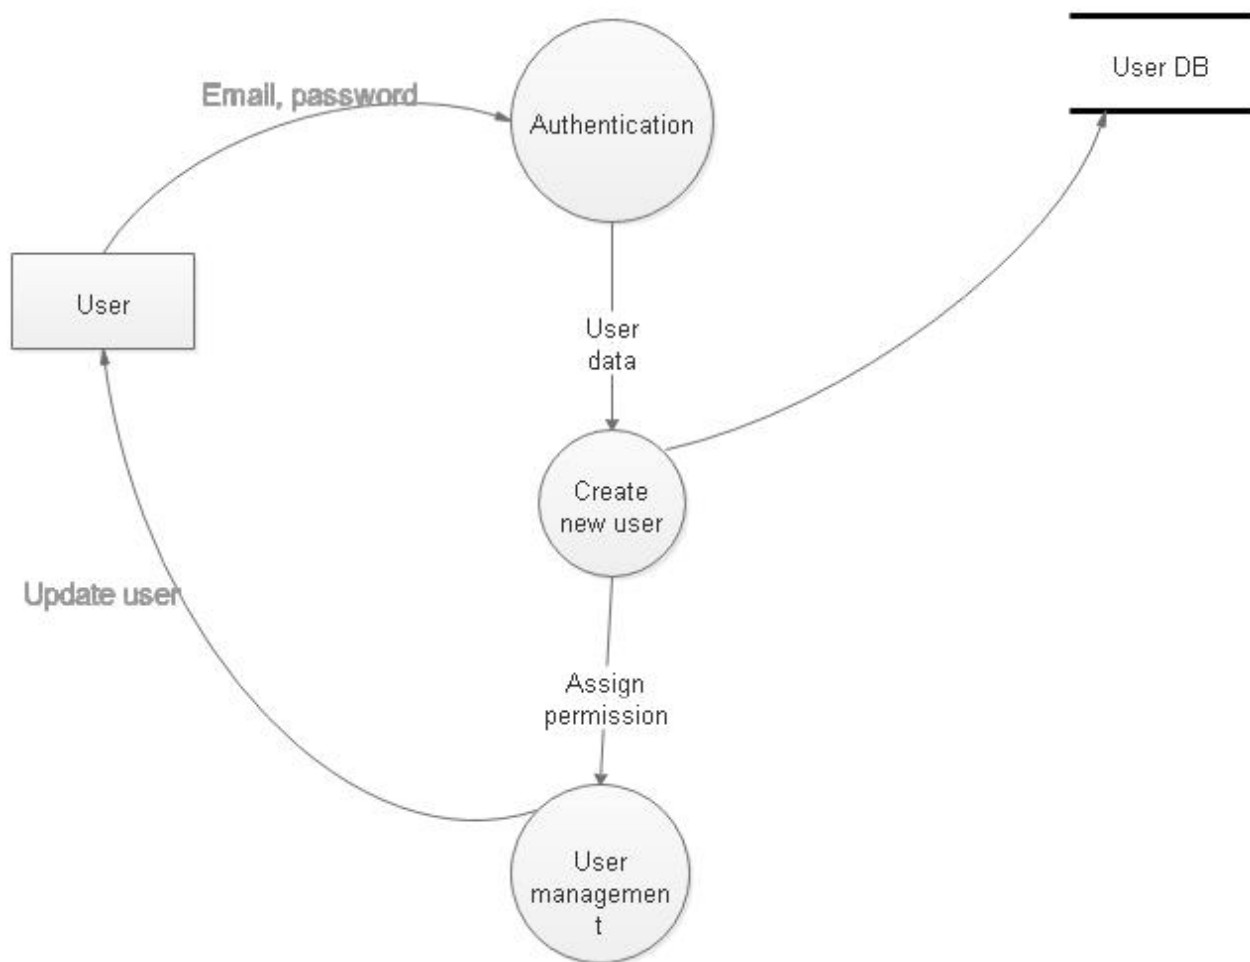 User DB
Email, password
Authentication
User
User
data
Create
new user
Update user
Assign
permission
User
managemen
t